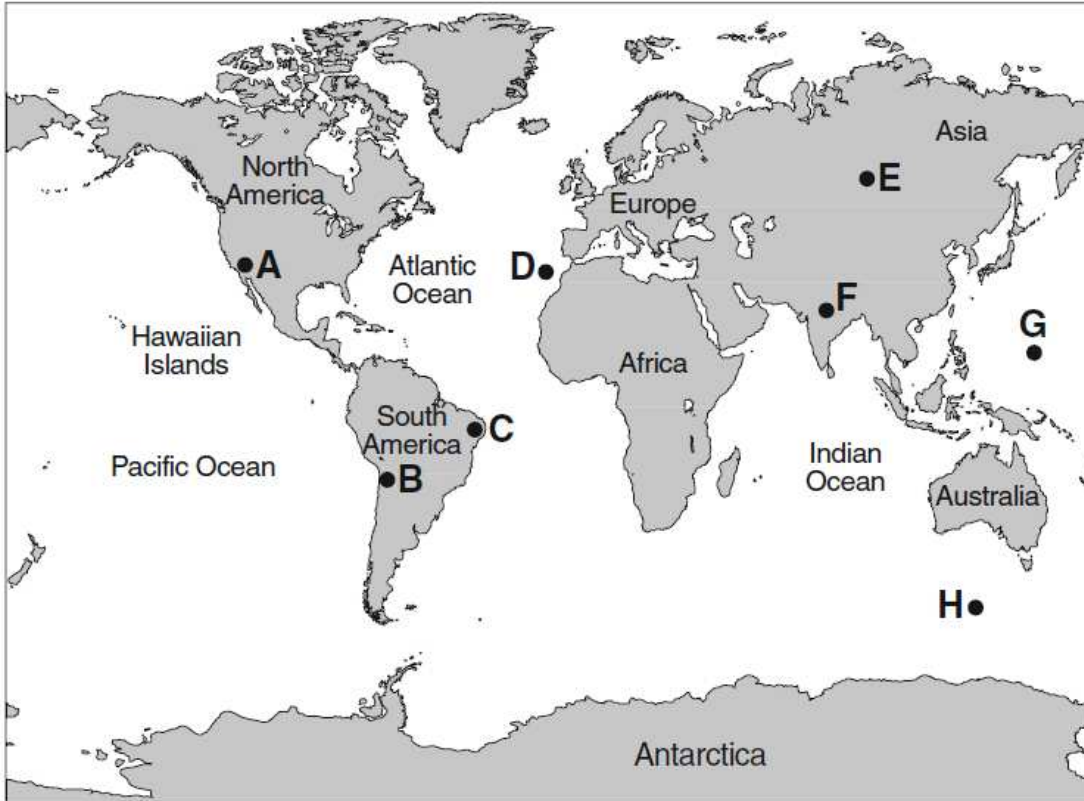 Asia
North
America
E
Europe
A
Atlantic
Ocean
D
F
Hawaiian
Islands
G
Africa
South
America
C
Pacific Ocean
B
Indian
Ocean
Australia
H
Antarctica